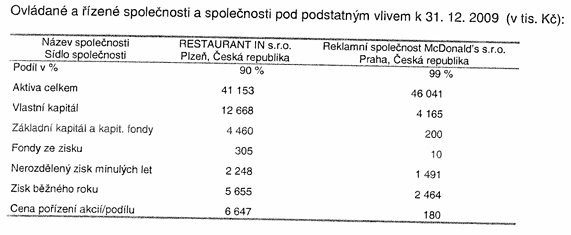 Ovládané a řízené společnosti a společnosti pod podstatným vlivem k 31. 12. 2009 (v tis. Kč):
Název společnosti RESTAURANT IN s.r.o. Reklamní společnost McDonald's s.r.o.
Sídlo společnosti Plzeň, Česká republika Praha, Česká republika
Podíl v % 90 % 99 %
Aktiva celkem 41 153 46 041
Vlastní kapitál 12 668 4 165
Základní kapitál a kapit. fondy 4 460 200
Fondy ze zisku 305 10
Nerozdělený zisk minulých let 2 248 1 491
Zisk běžného roku 5 655 2 464
Cena pořízení akcií/podílu 6 647 180